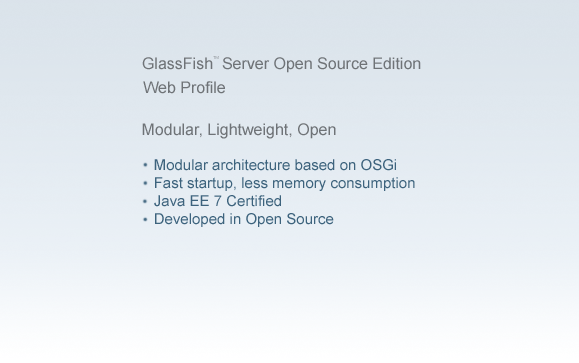 GlassFish™ Server Open Source Edition
Web Profile
Modular, Lightweight, Open
• Modular architecture based on OSGi
• Fast startup, less memory consumption
• Java EE 7 Certified
• Developed in Open Source